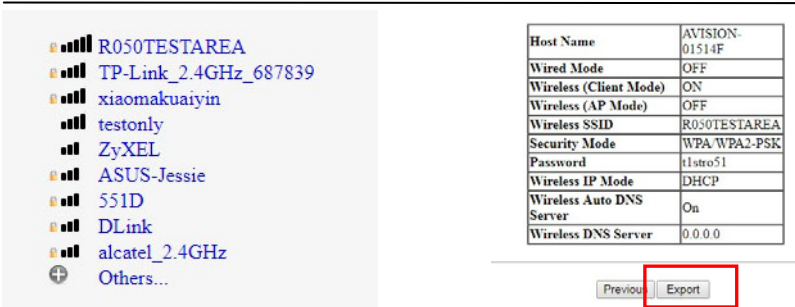 R050TESTAREA
TP-Link_2.4GHz_687839
xiaomakuaiyin
testonly
ZyXEL
ASUS-Jessie
551D
DLink
alcatel_2.4GHz
Others...
Host Name AVISION-
01514F
Wired Mode OFF
Wireless (Client Mode) ON
Wireless (AP Mode) OFF
Wireless SSID R050TESTAREA
Security Mode WPA/WPA2-PSK
Password t1stro51
Wireless IP Mode DHCP
Wireless Auto DNS
Server On
Wireless DNS Server 0.0.0.0
Previous Export